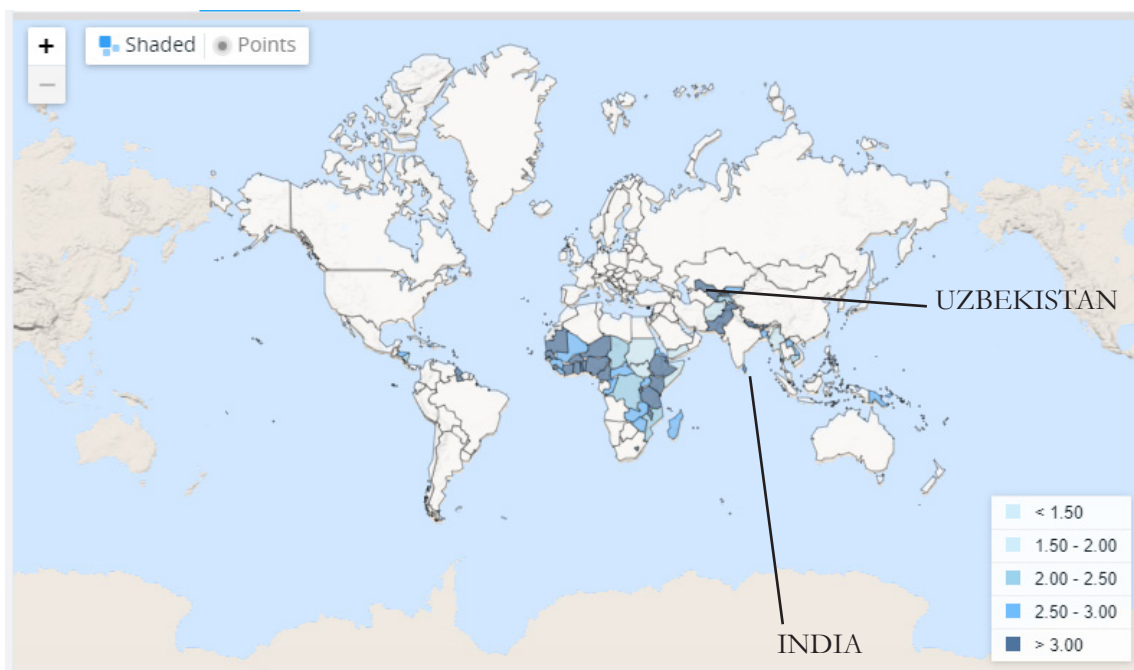 +
−
Shaded
Points
UZBEKISTAN
< 1.50
1.50 - 2.00
2.00 - 2.50
2.50 - 3.00
> 3.00
INDIA